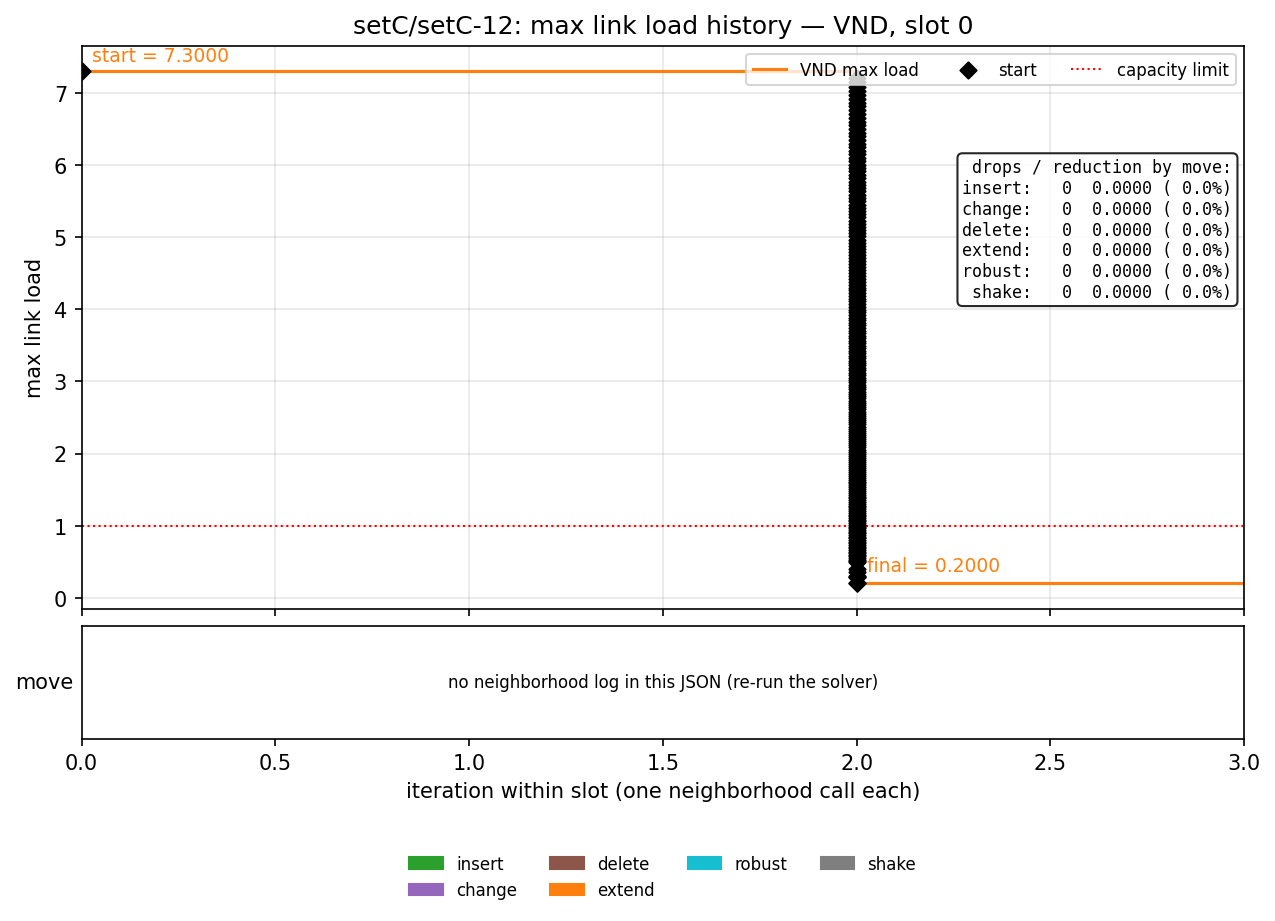 setC/setC-12: max link load history — VND, slot 0
start = 7.3000
VND max load
start
capacity limit
drops / reduction by move:
insert: 0 0.0000 ( 0.0%)
change: 0 0.0000 ( 0.0%)
delete: 0 0.0000 ( 0.0%)
extend: 0 0.0000 ( 0.0%)
robust: 0 0.0000 ( 0.0%)
shake: 0 0.0000 ( 0.0%)
7
6
5
4
3
2
1
0
max link load
final = 0.2000
move
no neighborhood log in this JSON (re-run the solver)
0.0 0.5 1.0 1.5 2.0 2.5 3.0
iteration within slot (one neighborhood call each)
insert delete robust shake
change extend